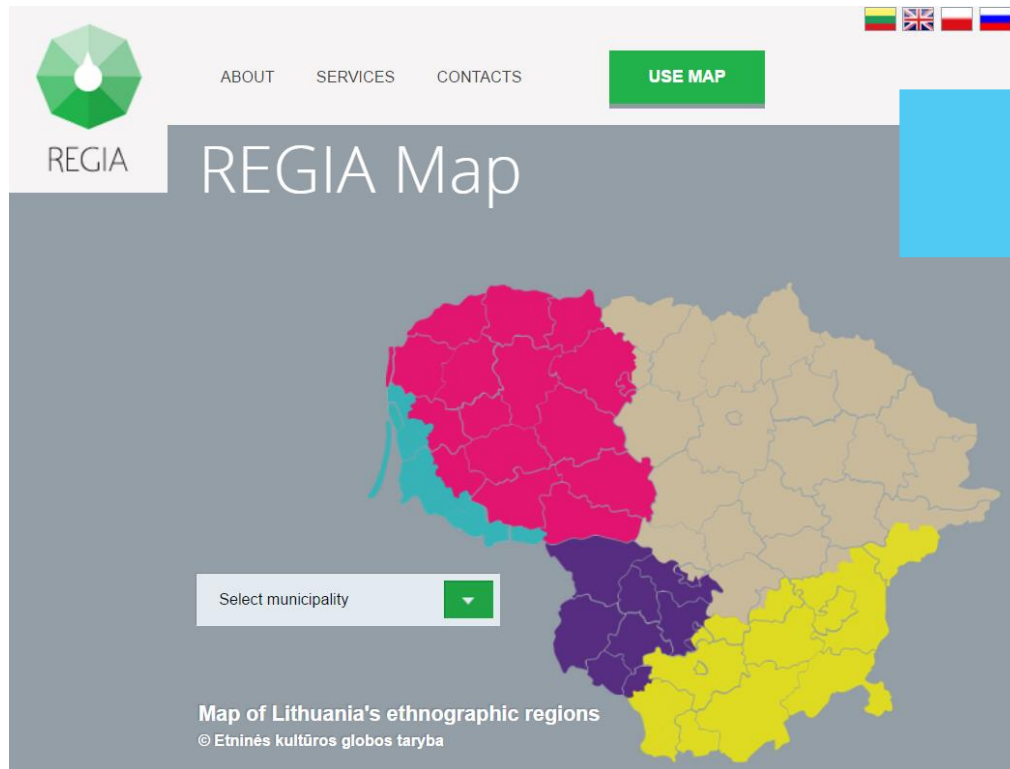 ABOUT SERVICES CONTACTS USE MAP
REGIA
REGIA Map
Select municipality
Map of Lithuania's ethnographic regions
© Etninės kultūros globos taryba